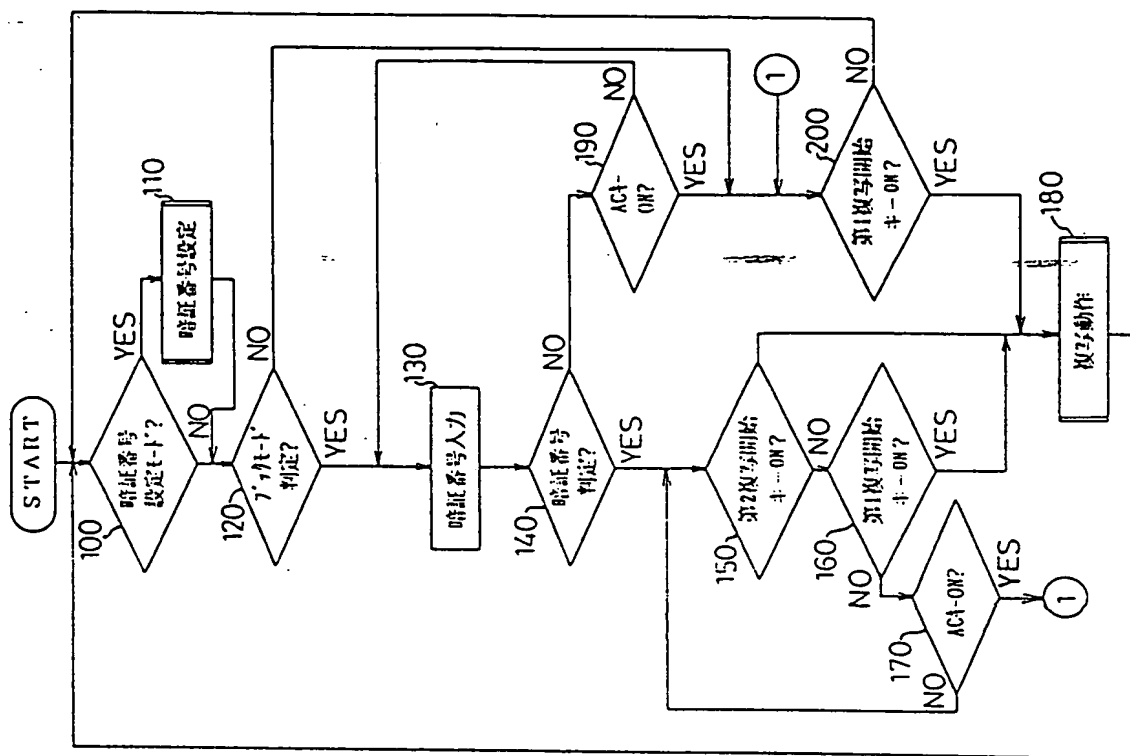 START
100
暗証番号
設定モード?
YES
110
暗証番号設定
NO
120
ブックモード
判定?
NO
YES
130
暗証番号入力
140
暗証番号
判定?
NO
YES
190
ACキー
ON?
NO
YES
1
150
第2複写開始
キーON?
NO
160
第1複写開始
キーON?
NO
YES
170
ACキーON?
NO
YES
1
200
第1複写開始
キーON?
NO
YES
180
複写動作